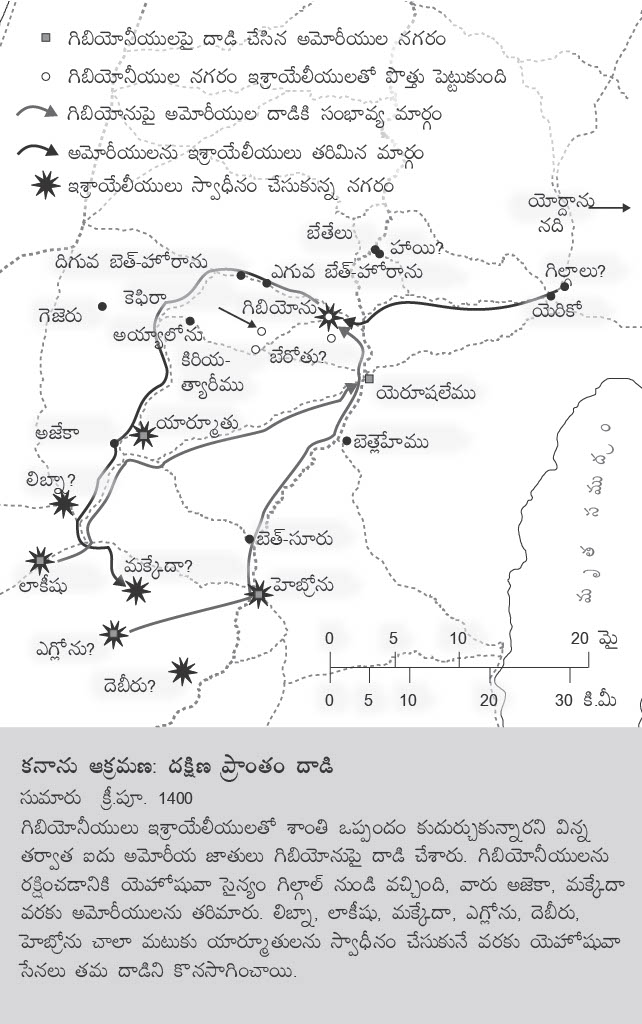 గిబియోనీయులపై దాడి చేసిన అమోరీయుల నగరం
గిబియోనీయుల నగరం ఇశ్రాయేలీయులతో పొత్తు పెట్టుకుంది
గిబియోనుపై అమోరీయుల దాడికి సంభావ్య మార్గం
అమోరీయులను ఇశ్రాయేలీయులు తరిమిన మార్గం
ఇశ్రాయేలీయులు స్వాధీనం చేసుకున్న నగరం
యోర్దాను
నది
బేతేలు
హాయి?
దిగువ బెత్-హోరాను
ఎగువ బేత్-హోరాను
గిల్గాలు?
కెఫిరా
గిబియోను
యెరికో
గెజెరు
అయ్యాలోను
కిరియ-
త్యారీము
బేరోతు?
యెరూషలేము
యార్మూతు
అజేకా
బెత్లెహేము
లిబ్నా?
మృత సముద్రం
బెత్-సూరు
మక్కేదా?
లాకీషు
హెబ్రోను
ఎగ్లోను?
దెబీరు?
0 5 10 20 మై
0 5 10 20 30 కి.మీ
కనాను ఆక్రమణ: దక్షిణ ప్రాంతం దాడి
సుమారు క్రీ.పూ. 1400
గిబియోనీయులు ఇశ్రాయేలీయులతో శాంతి ఒప్పందం కుదుర్చుకున్నారని విన్న
తర్వాత ఐదు అమోరీయ జాతులు గిబియోనుపై దాడి చేశారు. గిబియోనీయులను
రక్షించడానికి యెహోషువా సైన్యం గిల్గాల్ నుండి వచ్చింది, వారు అజెకా, మక్కేదా
వరకు అమోరీయులను తరిమారు. లిబ్నా, లాకీషు, మక్కేదా, ఎగ్లోను, దెబీరు,
హెబ్రోను చాలా మటుకు యార్మూతులను స్వాధీనం చేసుకునే వరకు యెహోషువా
సేనలు తమ దాడిని కొనసాగించాయి.